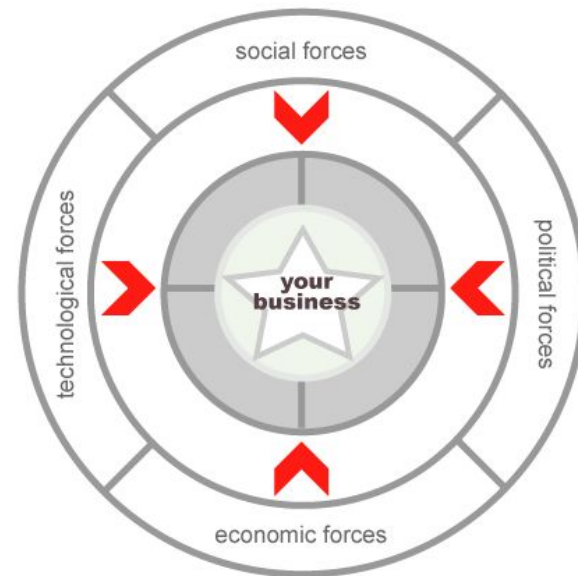 social forces
technological forces
your
business
political forces
economic forces